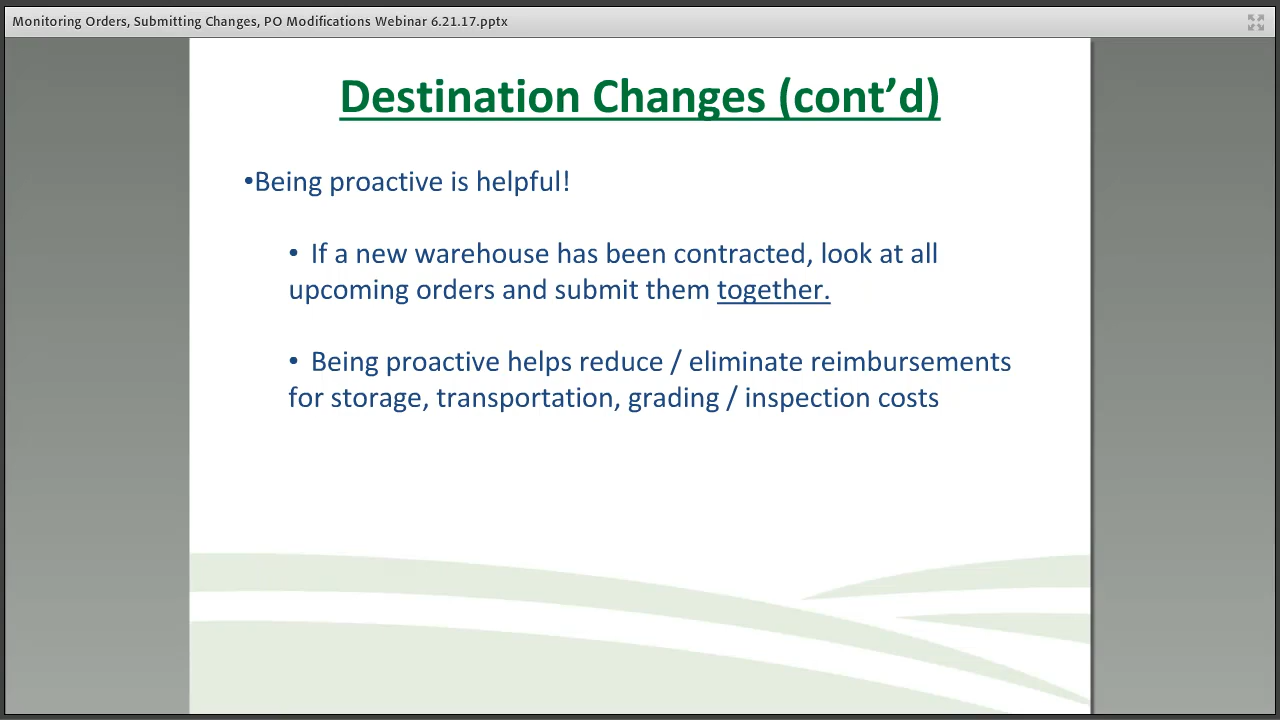 Monitoring Orders, Submitting Changes, PO Modifications Webinar 6.21.17.pptx
Destination Changes (cont’d)
•Being proactive is helpful!
• If a new warehouse has been contracted, look at all
upcoming orders and submit them together.
• Being proactive helps reduce / eliminate reimbursements
for storage, transportation, grading / inspection costs